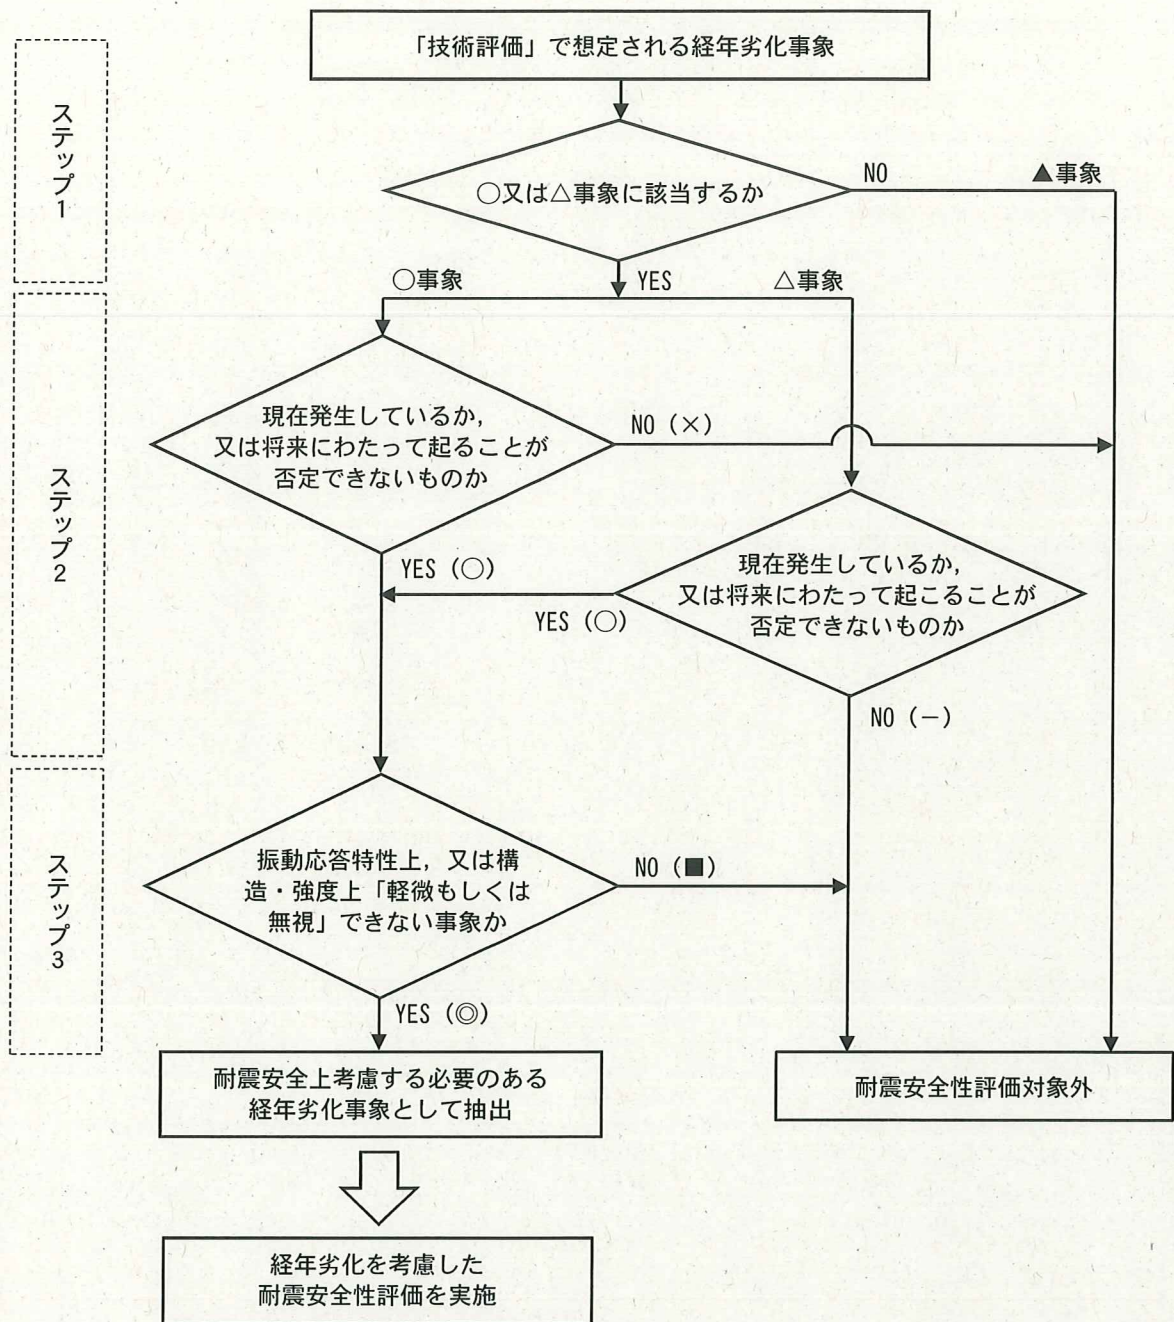 「技術評価」で想定される経年劣化事象
ステップ1
○又は△事象に該当するか
NO
▲事象
YES
○事象
△事象
ステップ2
現在発生しているか,
又は将来にわたって起ることが
否定できないものか
NO（×）
YES（○）
現在発生しているか,
又は将来にわたって起こることが
否定できないものか
YES（○）
NO（－）
ステップ3
振動応答特性上，又は構
造・強度上「軽微もしくは
無視」できない事象か
NO（■）
YES（◎）
耐震安全上考慮する必要のある
経年劣化事象として抽出
耐震安全性評価対象外
経年劣化を考慮した
耐震安全性評価を実施